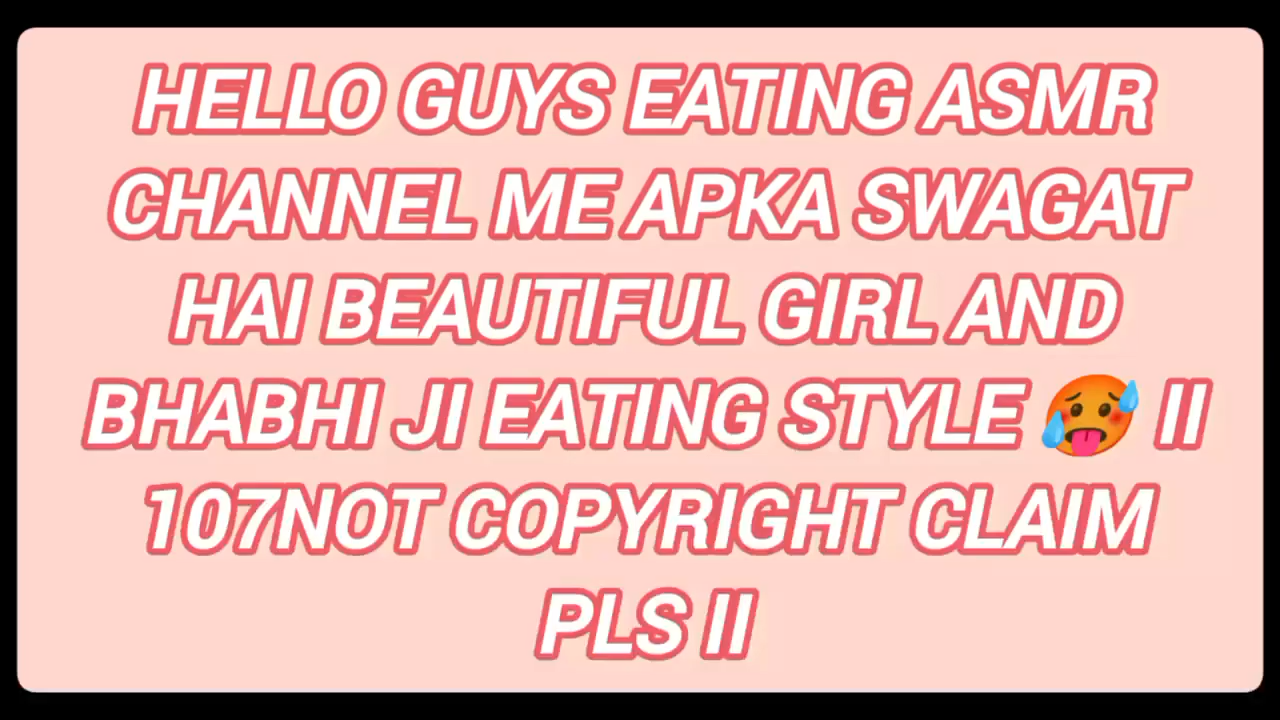 HELLO GUYS EATING ASMR
CHANNEL ME APKA SWAGAT
HAI BEAUTIFUL GIRL AND
BHABHI JI EATING STYLE 🥵 II
107NOT COPYRIGHT CLAIM
PLS II